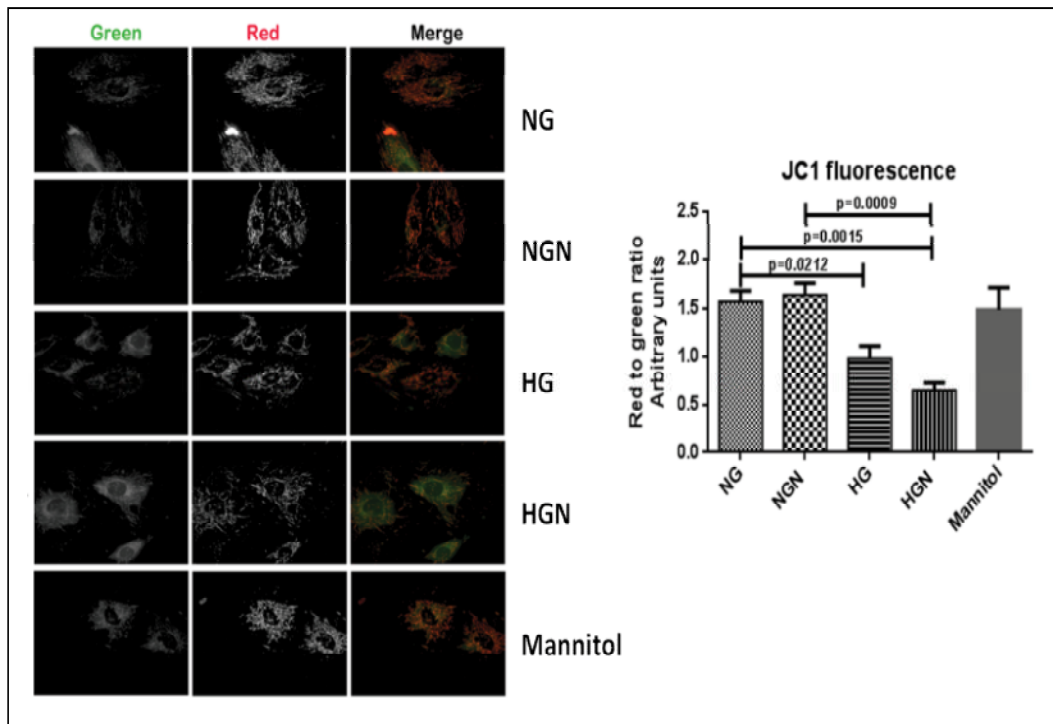 Green Red Merge
NG
NGN
HG
HGN
Mannitol
JC1 fluorescence
Red to green ratio
Arbitrary units
2.5
2.0
1.5
1.0
0.5
0.0
p=0.0009
p=0.0015
p=0.0212
NG NGN HG HGN Mannitol